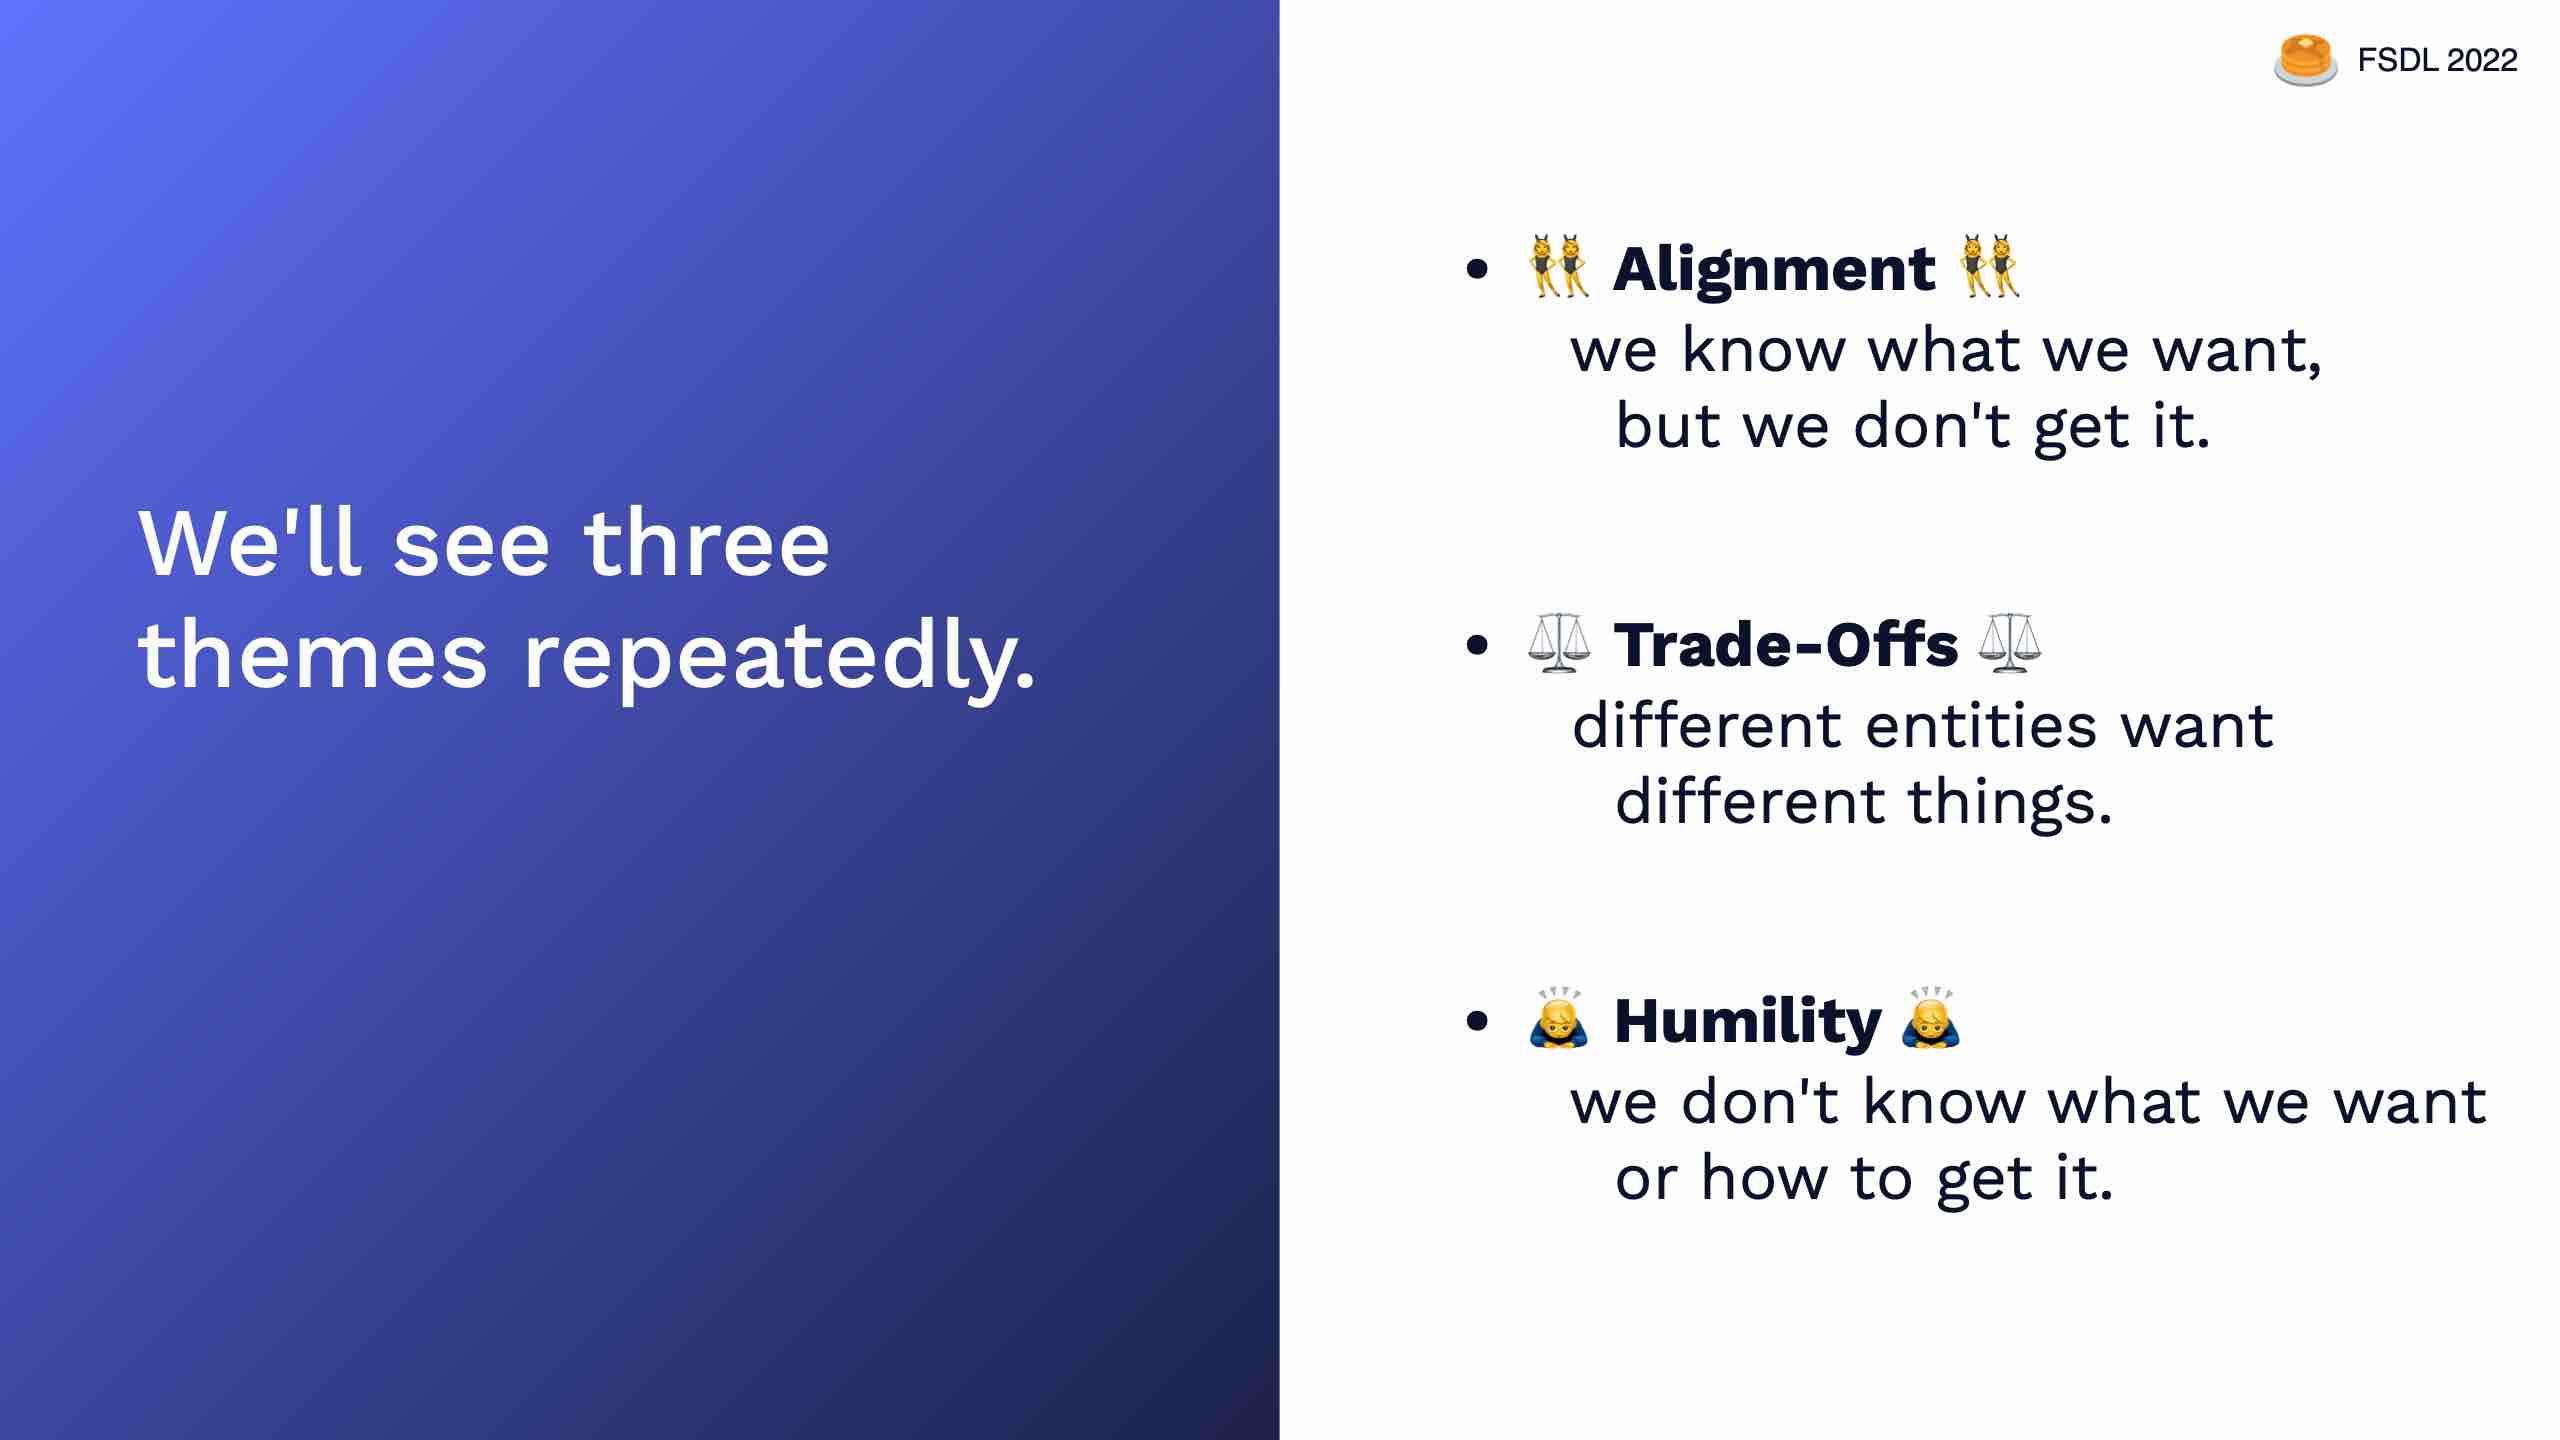 FSDL 2022
We'll see three
themes repeatedly.
• 👯 Alignment 👯
we know what we want,
but we don't get it.
• ⚖️ Trade-Offs ⚖️
different entities want
different things.
• 🙇 Humility 🙇
we don't know what we want
or how to get it.